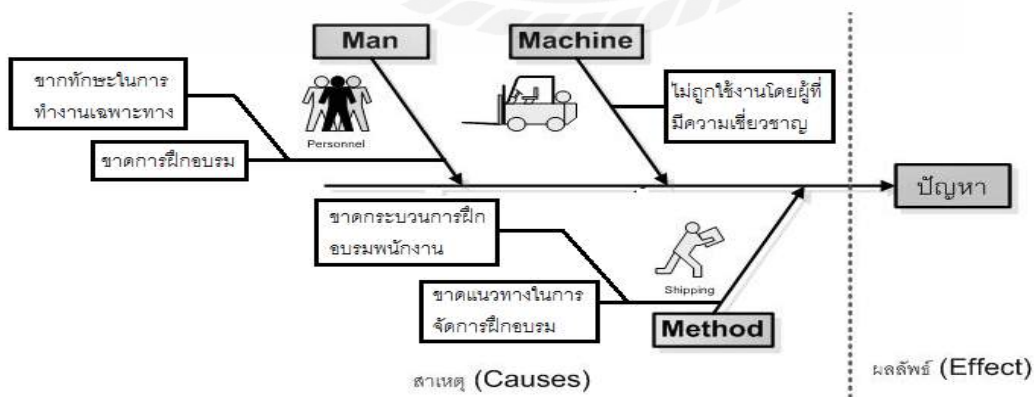 Man
Machine
ขากทักษะในการ
ทำงานเฉพาะทาง
Personnel
ไม่ถูกใช้งานโดยผู้ที่
มีความเชี่ยวชาญ
ขาดการฝึกอบรม
ปัญหา
ขาดกระบวนการฝึก
อบรมพนักงาน
Shipping
ขาดแนวทางในการ
จัดการฝึกอบรม
Method
สาเหตุ (Causes)
ผลลัพธ์ (Effect)